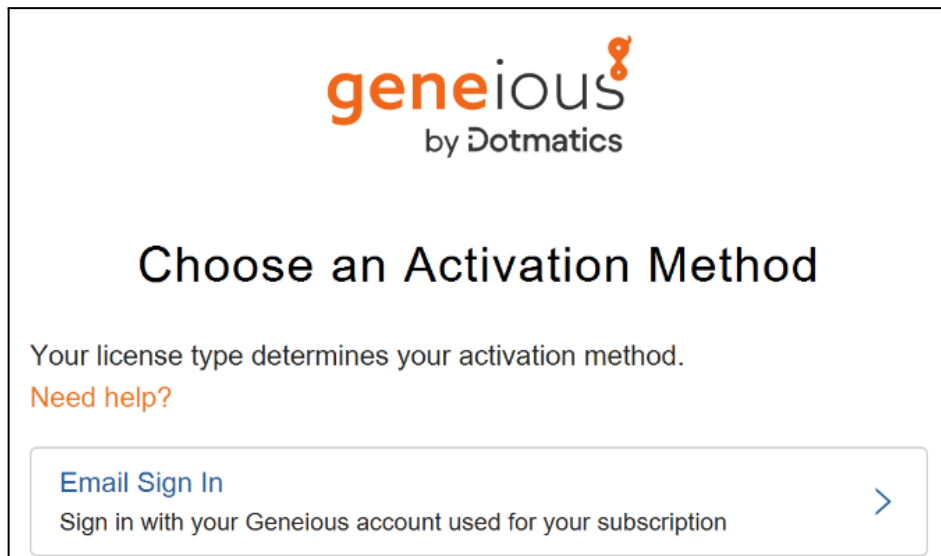 geneious
by Dotmatics
Choose an Activation Method
Your license type determines your activation method.
Need help?
Email Sign In
Sign in with your Geneious account used for your subscription